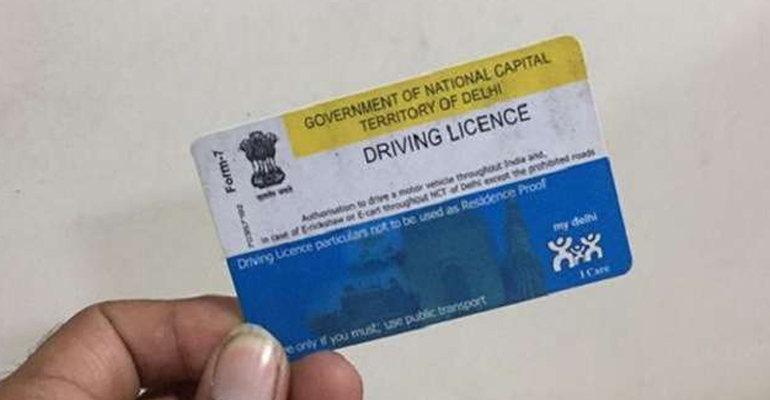 GOVERNMENT OF NATIONAL CAPITAL
TERRITORY OF DELHI
DRIVING LICENCE
Form-7
सत्यमेव जयते
Authorisation to drive a motor vehicle throughout India and,
in case of E-rickshaw or E-cart throughout NCT of Delhi except the prohibited roads
Driving Licence particulars not to be used as Residence Proof
my delhi
I Care
only if you must; use public transport